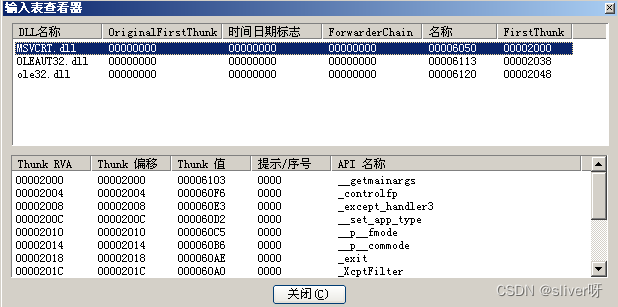 输入表查看器
DLL名称 OriginalFirstThunk 时间日期标志 ForwarderChain 名称 FirstThunk
MSVCRT.dll 00000000 00000000 00000000 00006050 00002000
OLEAUT32.dll 00000000 00000000 00000000 00006113 00002038
ole32.dll 00000000 00000000 00000000 00006120 00002048
Thunk RVA Thunk 偏移 Thunk 值 提示/序号 API 名称
00002000 00002000 00006103 0000 __getmainargs
00002004 00002004 000060F6 0000 _controlfp
00002008 00002008 000060E3 0000 _except_handler3
0000200C 0000200C 000060D2 0000 __set_app_type
00002010 00002010 000060C5 0000 __p__fmode
00002014 00002014 000060B6 0000 __p__commode
00002018 00002018 000060AE 0000 _exit
0000201C 0000201C 000060A0 0000 _XcptFilter
关闭(C)
CSDN @sliver呀